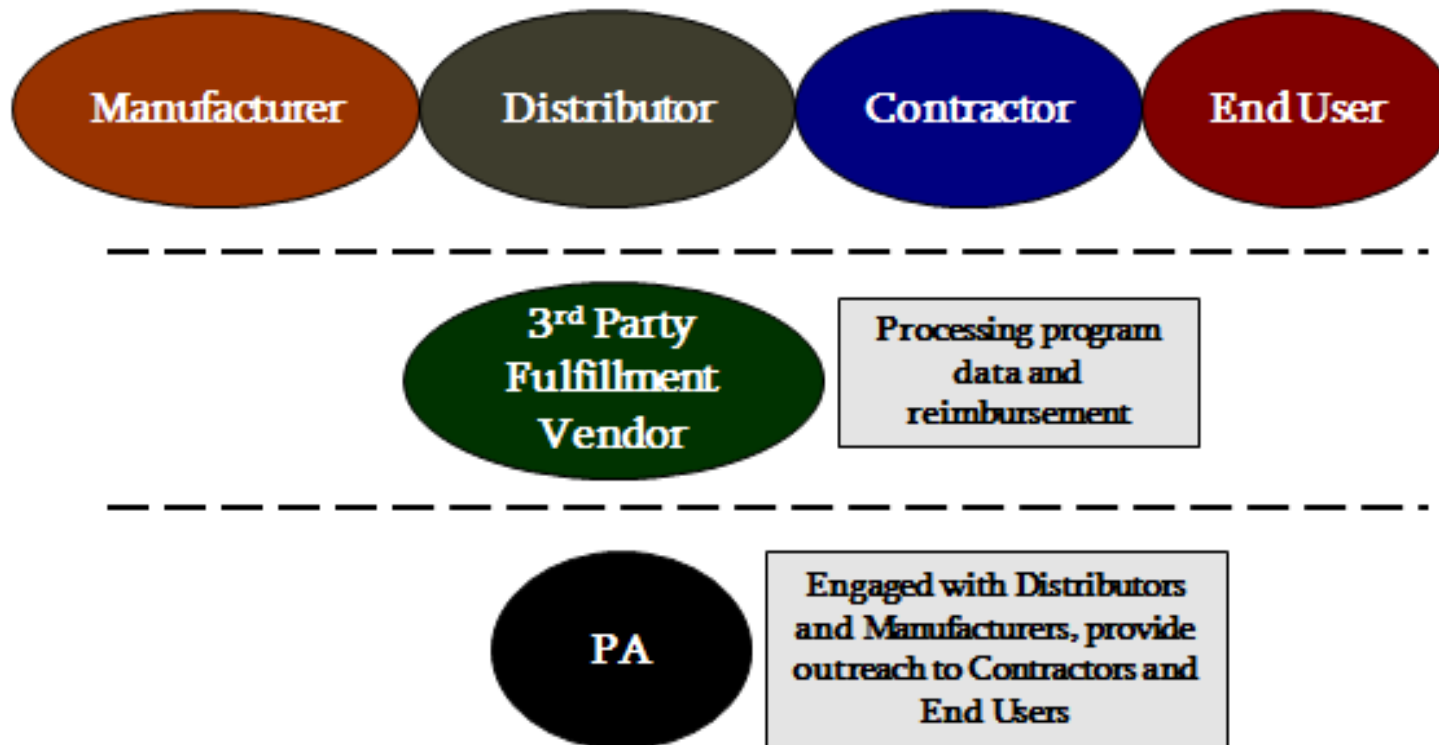 Manufacturer
Distributor
Contractor
End User
3rd Party
Fulfillment
Vendor
Processing program
data and
reimbursement
PA
Engaged with Distributors
and Manufacturers, provide
outreach to Contractors and
End Users